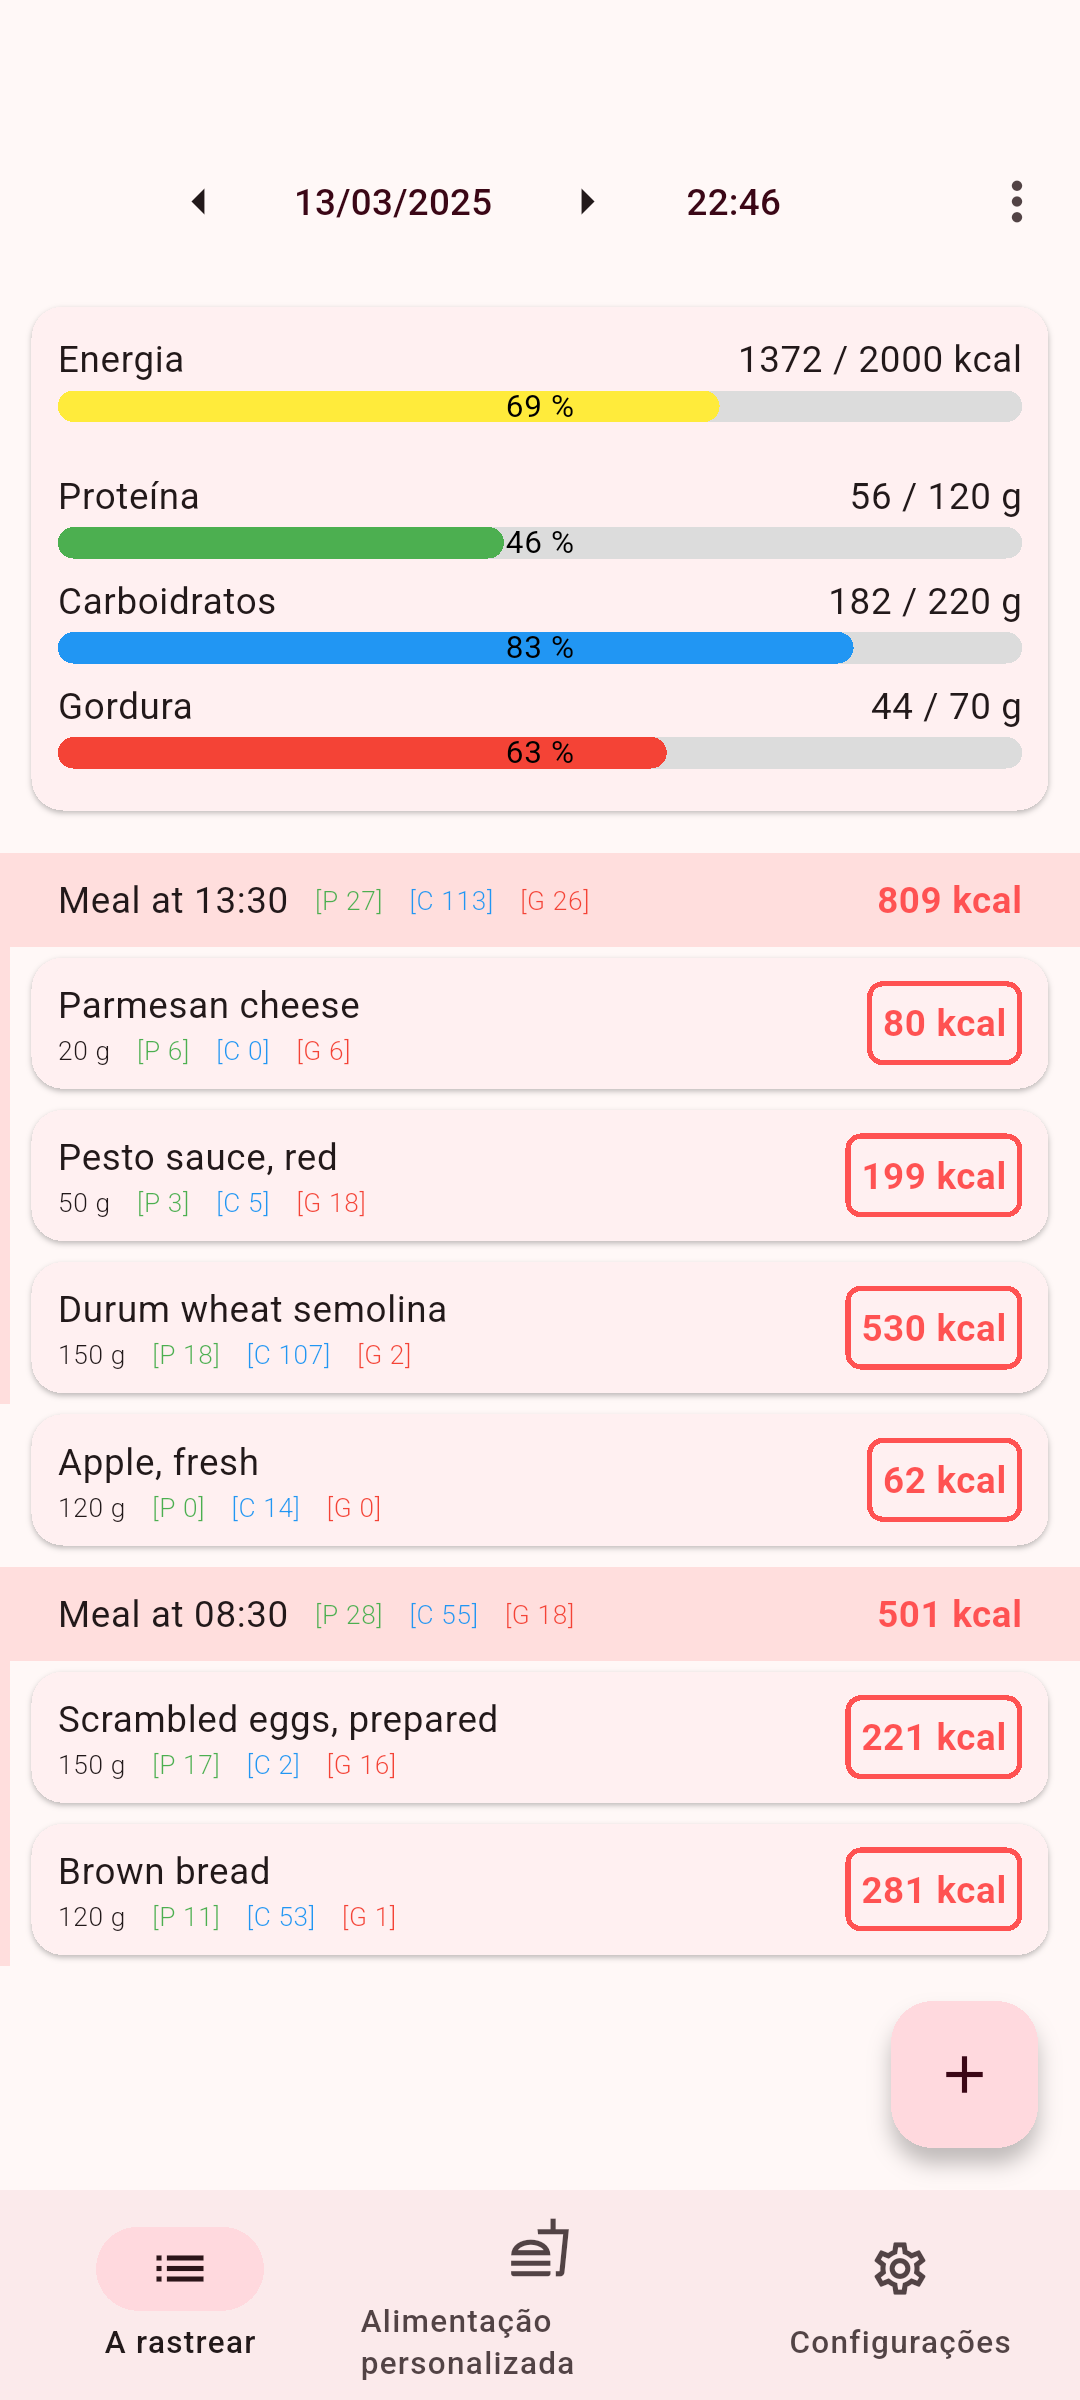 13/03/2025 22:46
Energia 1372 / 2000 kcal
69 %
Proteína 56 / 120 g
46 %
Carboidratos 182 / 220 g
83 %
Gordura 44 / 70 g
63 %
Meal at 13:30 [P 27] [C 113] [G 26] 809 kcal
Parmesan cheese
20 g [P 6] [C 0] [G 6]
80 kcal
Pesto sauce, red
50 g [P 3] [C 5] [G 18]
199 kcal
Durum wheat semolina
150 g [P 18] [C 107] [G 2]
530 kcal
Apple, fresh
120 g [P 0] [C 14] [G 0]
62 kcal
Meal at 08:30 [P 28] [C 55] [G 18] 501 kcal
Scrambled eggs, prepared
150 g [P 17] [C 2] [G 16]
221 kcal
Brown bread
120 g [P 11] [C 53] [G 1]
281 kcal
A rastrear
Alimentação
personalizada
Configurações